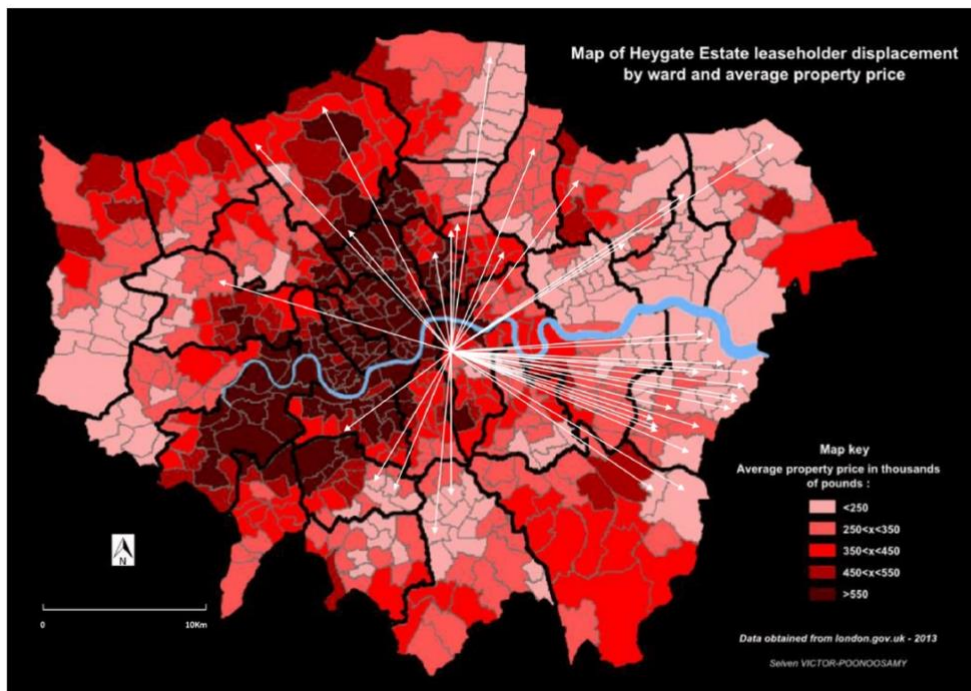 Map of Heygate Estate leaseholder displacement
by ward and average property price
Map key
Average property price in thousands
of pounds :
<250
250<x<350
350<x<450
450<x<550
>550
N
0 10Km
Data obtained from london.gov.uk - 2013
Selven VICTOR-POONOOSAMY